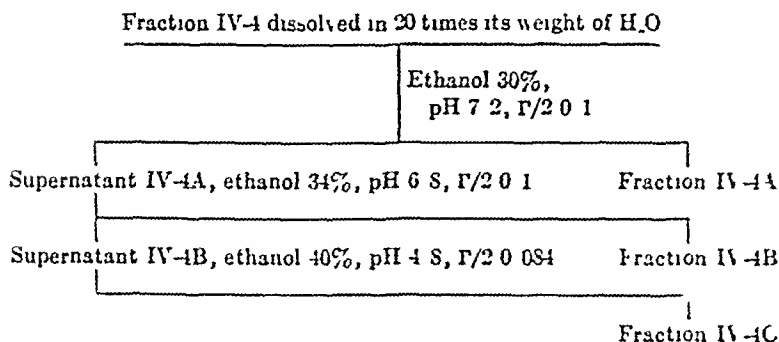 Fraction IV-4 dissolved in 20 times its weight of H2O
Ethanol 30%,
pH 7 2, Γ/2 0 1
Supernatant IV-4A, ethanol 34%, pH 6 8, Γ/2 0 1
Fraction IV-4A
Supernatant IV-4B, ethanol 40%, pH 4 8, Γ/2 0 084
Fraction IV-4B
Fraction IV-4C